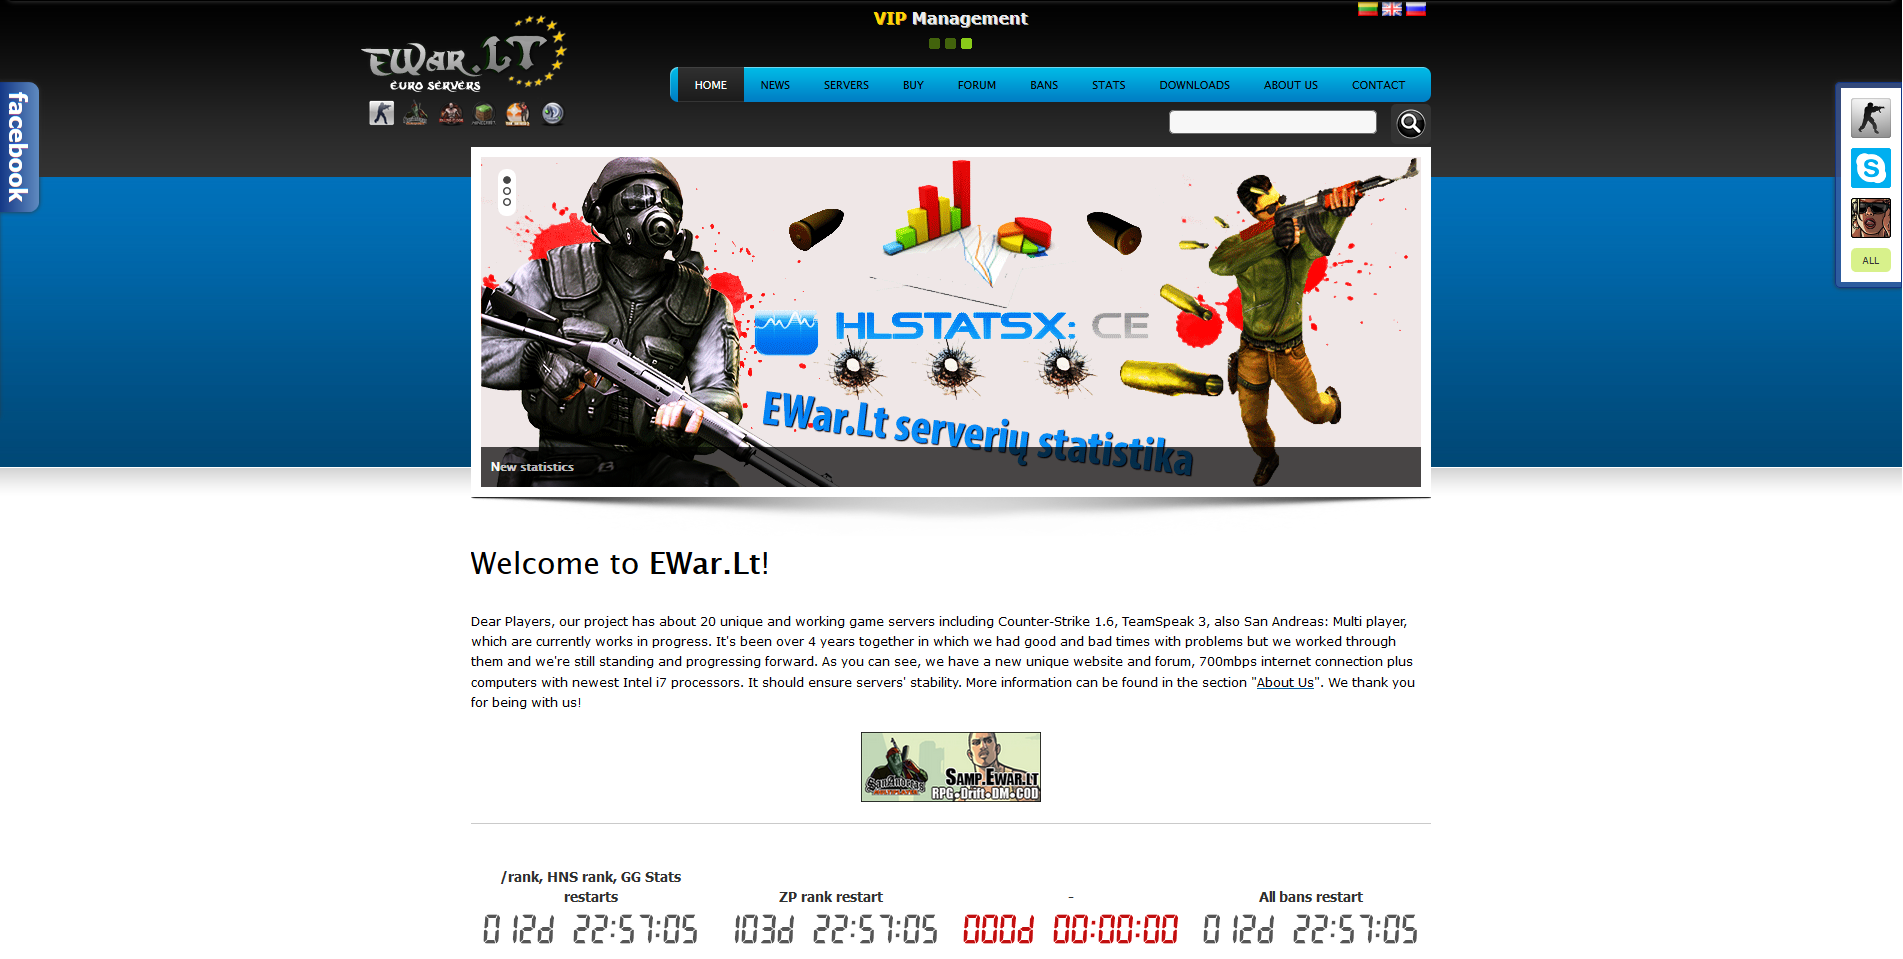 VIP Management
EWar.LT
EURO SERVERS
HOME NEWS SERVERS BUY FORUM BANS STATS DOWNLOADS ABOUT US CONTACT
facebook
ALL
HLSTATSX: CE
EWar.Lt serverių statistika
New statistics
Welcome to EWar.Lt!
Dear Players, our project has about 20 unique and working game servers including Counter-Strike 1.6, TeamSpeak 3, also San Andreas: Multi player,
which are currently works in progress. It's been over 4 years together in which we had good and bad times with problems but we worked through
them and we're still standing and progressing forward. As you can see, we have a new unique website and forum, 700mbps internet connection plus
computers with newest Intel i7 processors. It should ensure servers' stability. More information can be found in the section "About Us". We thank you
for being with us!
SanAndreas
MULTIPLAYER
SAMP.EWAR.LT
RPG•Drift•DM•COD
/rank, HNS rank, GG Stats
restarts
ZP rank restart
-
All bans restart
012d 22:57:05
103d 22:57:05
000d 00:00:00
012d 22:57:05